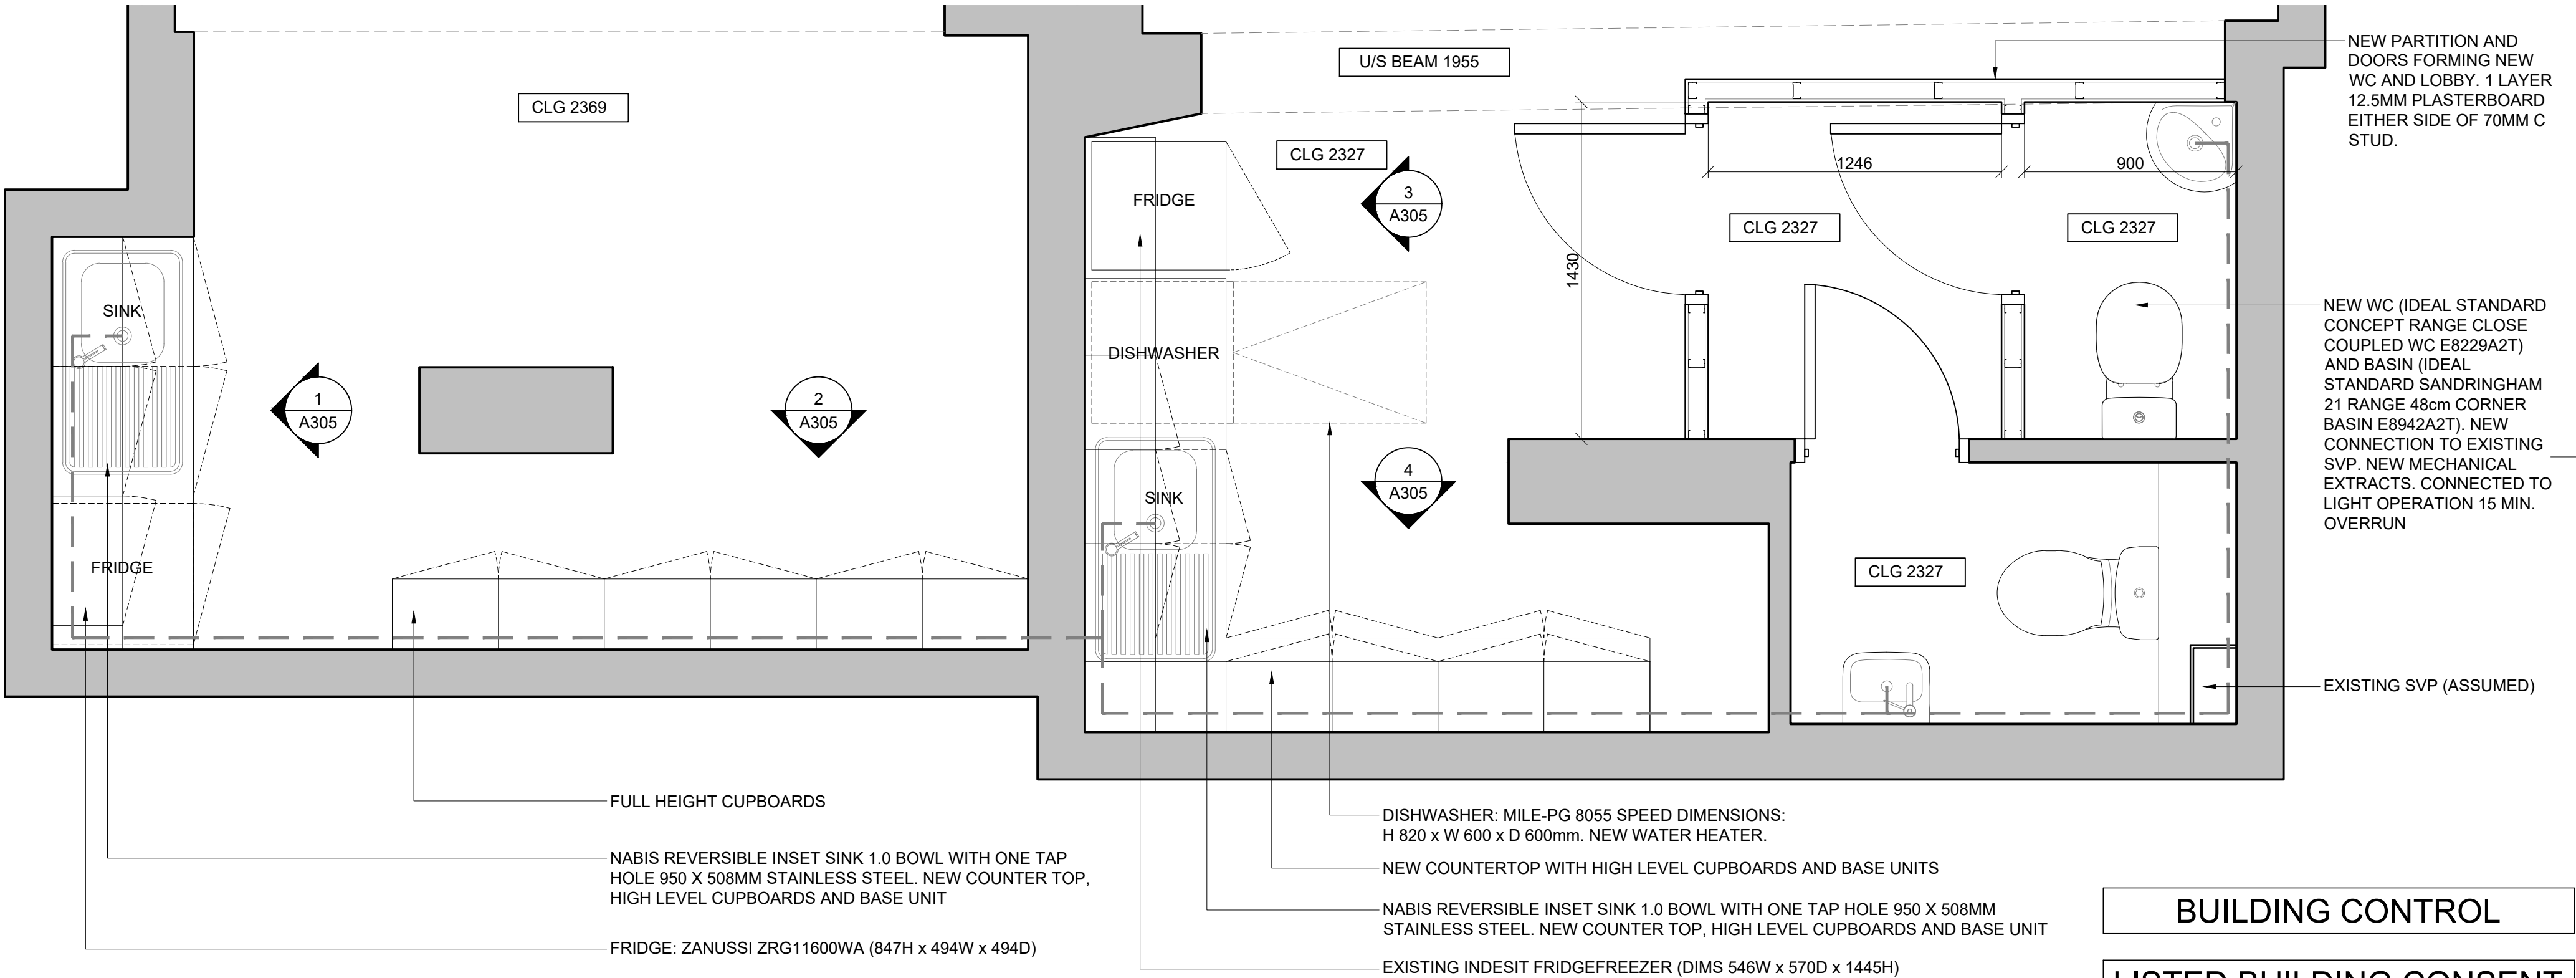 U/S BEAM 1955
CLG 2369
CLG 2327
FRIDGE
3
A305
1246
900
CLG 2327
CLG 2327
1430
SINK
DISHWASHER
1
A305
2
A305
4
A305
SINK
FRIDGE
CLG 2327
NEW PARTITION AND
DOORS FORMING NEW
WC AND LOBBY. 1 LAYER
12.5MM PLASTERBOARD
EITHER SIDE OF 70MM C
STUD.
NEW WC (IDEAL STANDARD
CONCEPT RANGE CLOSE
COUPLED WC E8229A2T)
AND BASIN (IDEAL
STANDARD SANDRINGHAM
21 RANGE 48cm CORNER
BASIN E8942A2T). NEW
CONNECTION TO EXISTING
SVP. NEW MECHANICAL
EXTRACTS. CONNECTED TO
LIGHT OPERATION 15 MIN.
OVERRUN
EXISTING SVP (ASSUMED)
FULL HEIGHT CUPBOARDS
NABIS REVERSIBLE INSET SINK 1.0 BOWL WITH ONE TAP
HOLE 950 X 508MM STAINLESS STEEL. NEW COUNTER TOP,
HIGH LEVEL CUPBOARDS AND BASE UNIT
FRIDGE: ZANUSSI ZRG11600WA (847H x 494W x 494D)
DISHWASHER: MILE-PG 8055 SPEED DIMENSIONS:
H 820 x W 600 x D 600mm. NEW WATER HEATER.
NEW COUNTERTOP WITH HIGH LEVEL CUPBOARDS AND BASE UNITS
NABIS REVERSIBLE INSET SINK 1.0 BOWL WITH ONE TAP HOLE 950 X 508MM
STAINLESS STEEL. NEW COUNTER TOP, HIGH LEVEL CUPBOARDS AND BASE UNIT
EXISTING INDESIT FRIDGEFREEZER (DIMS 546W x 570D x 1445H)
BUILDING CONTROL
LISTED BUILDING CONSENT